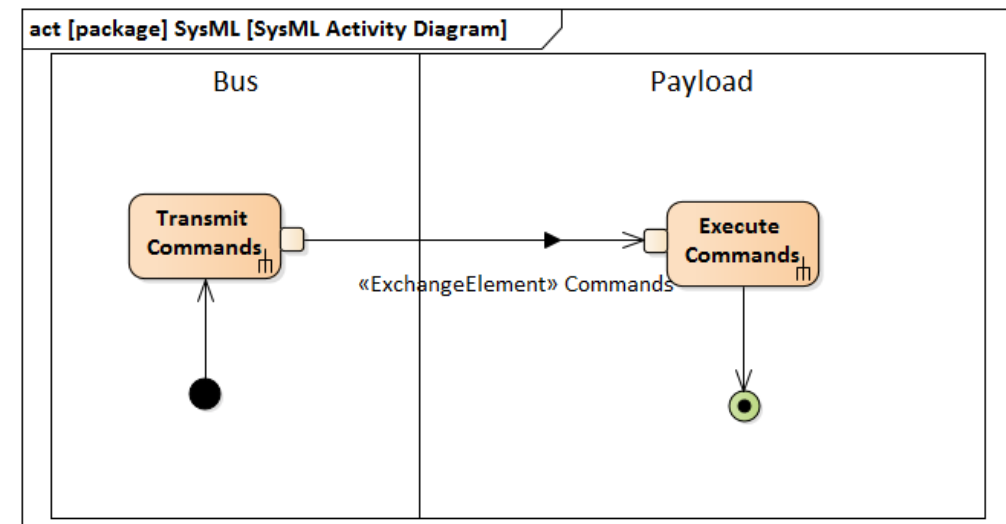 act [package] SysML [SysML Activity Diagram]
Bus
Payload
Transmit
Commands
Execute
Commands
«ExchangeElement» Commands